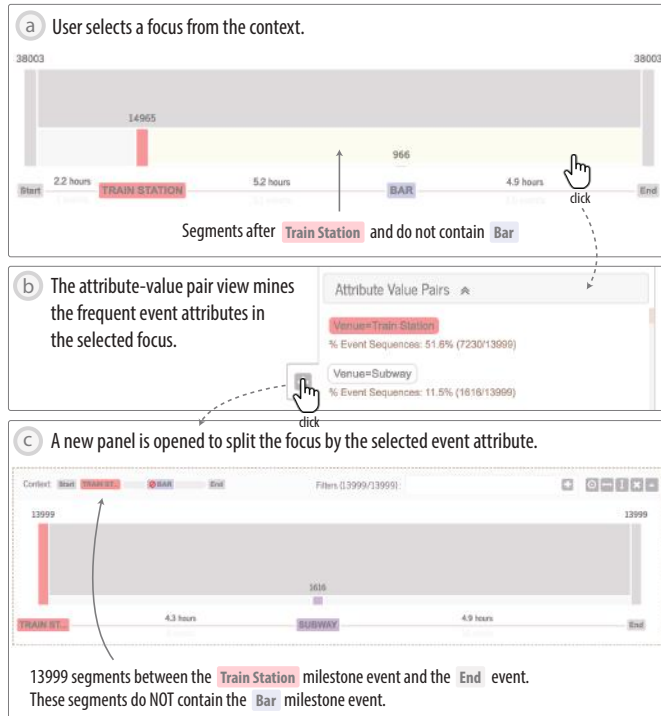 a User selects a focus from the context.
38003 38003
14965
966
2.2 hours 5.2 hours 4.9 hours
Start TRAIN STATION BAR End
click
Segments after Train Station and do not contain Bar
b The attribute-value pair view mines
the frequent event attributes in
the selected focus.
Attribute Value Pairs
Venue=Train Station
% Event Sequences: 51.6% (7230/13999)
Venue=Subway
% Event Sequences: 11.5% (1616/13999)
click
c A new panel is opened to split the focus by the selected event attribute.
Context Start TRAIN ST... BAR End Filters (13999/13999) :
13999 13999
1616
4.3 hours 4.9 hours
TRAIN ST... SUBWAY End
13999 segments between the Train Station milestone event and the End event.
These segments do NOT contain the Bar milestone event.